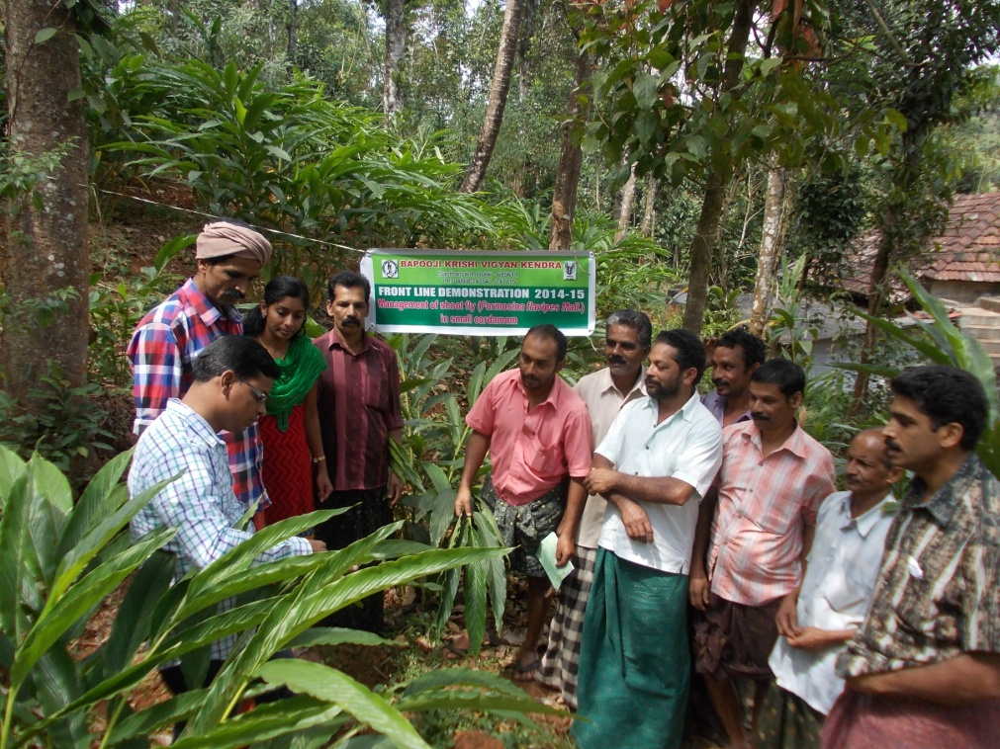 BAPOOJI KRISHI VIGYAN KENDRA
FRONT LINE DEMONSTRATION 2014-15
Management of shoot fly (Formosina flavipes Mall.)
in small cardamom